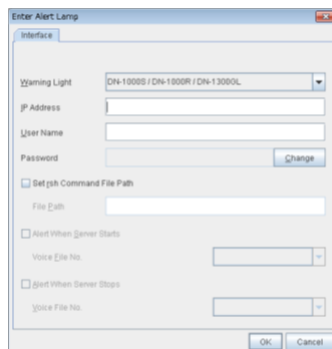 Enter Alert Lamp
Interface
Warning Light
DN-1000S / DN-1000R / DN-1300GL
IP Address
User Name
Password
Change
Set rsh Command File Path
File Path
Alert When Server Starts
Voice File No.
Alert When Server Stops
Voice File No.
OK Cancel